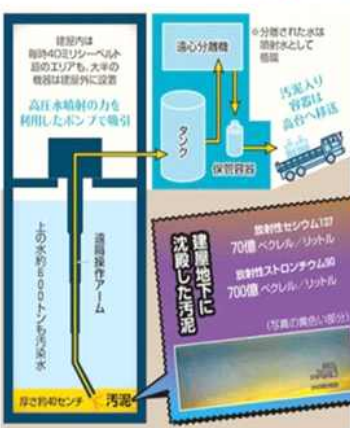 建屋内は
毎時40ミリシーベルト
超のエリアも、大半の
機器は建屋外に設置
高圧水噴射の力を
利用したポンプで吸引
遠心分離機
タンク
保管容器
※分離された水は
噴射水として
循環
汚泥入り
容器は
高台へ移送
上の水約600トンも汚染水
遠隔操作アーム
厚さ約40センチ
汚泥
建屋地下に
沈殿した汚泥
放射性セシウム137
70億 ベクレル/リットル
放射性ストロンチウム90
700億 ベクレル/リットル
(写真の黄色い部分)